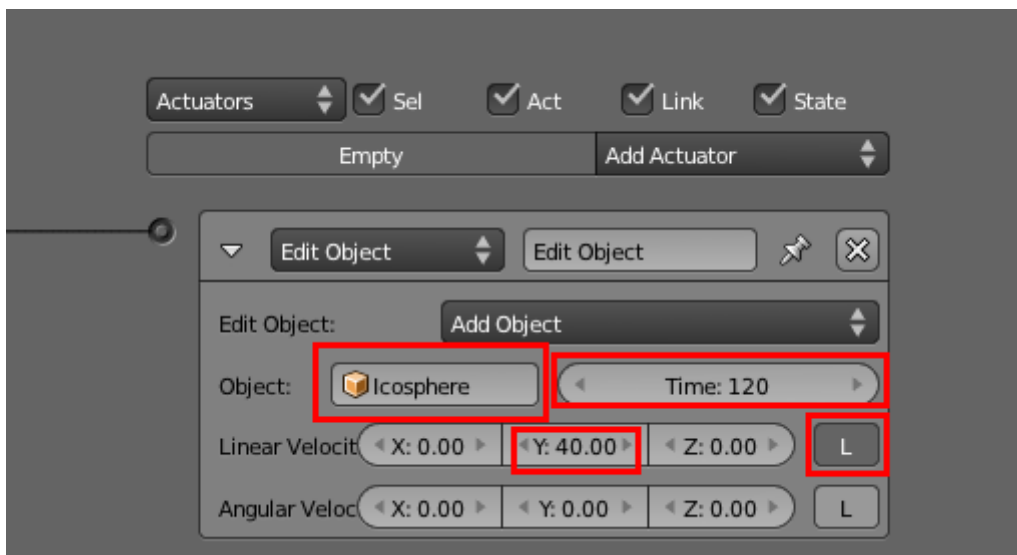 Actuators Sel Act Link State
Empty Add Actuator
Edit Object Edit Object
Edit Object: Add Object
Object: Icosphere Time: 120
Linear Velocit X: 0.00 Y: 40.00 Z: 0.00 L
Angular Veloc X: 0.00 Y: 0.00 Z: 0.00 L